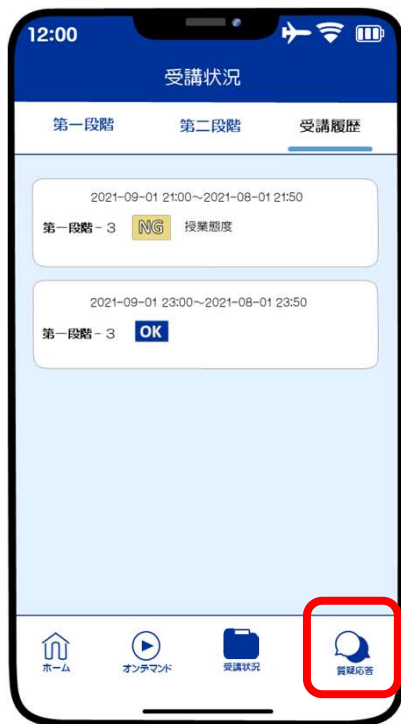 12:00
受講状況
第一段階 第二段階 受講履歴
2021-09-01 21:00～2021-08-01 21:50
第一段階－3 NG 授業態度
2021-09-01 23:00～2021-08-01 23:50
第一段階－3 OK
ホーム オンデマンド 受講状況 質疑応答